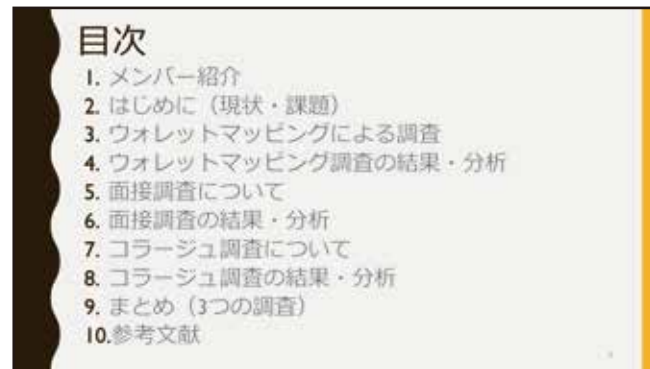 目次
1. メンバー紹介
2. はじめに（現状・課題）
3. ウォレットマッピングによる調査
4. ウォレットマッピング調査の結果・分析
5. 面接調査について
6. 面接調査の結果・分析
7. コラージュ調査について
8. コラージュ調査の結果・分析
9. まとめ（3つの調査）
10.参考文献